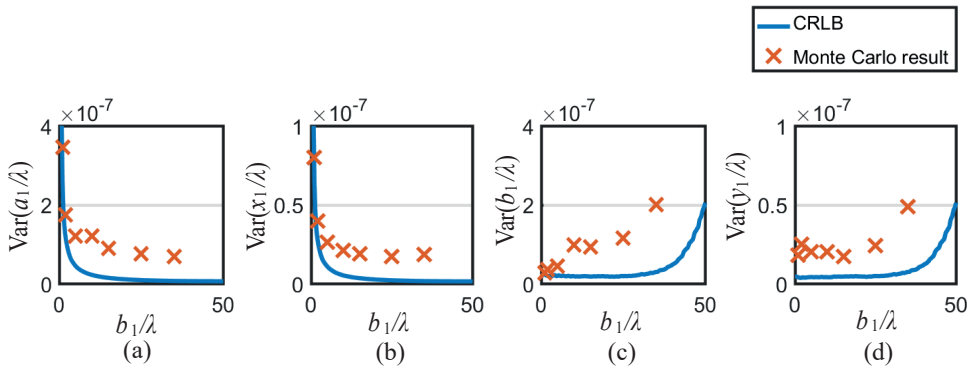 CRLB
Monte Carlo result
×10-7
4
2
0
Var(a1/λ)
0
50
b1/λ
(a)
×10-7
1
0.5
0
Var(x1/λ)
0
50
b1/λ
(b)
×10-7
4
2
0
Var(b1/λ)
0
50
b1/λ
(c)
×10-7
1
0.5
0
Var(y1/λ)
0
50
b1/λ
(d)